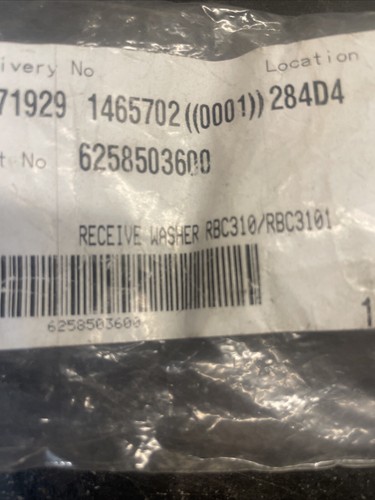 ivery No Location
71929 1465702((0001)) 284D4
t No 6258503600
RECEIVE WASHER RBC310/RBC3101
6258503600
1